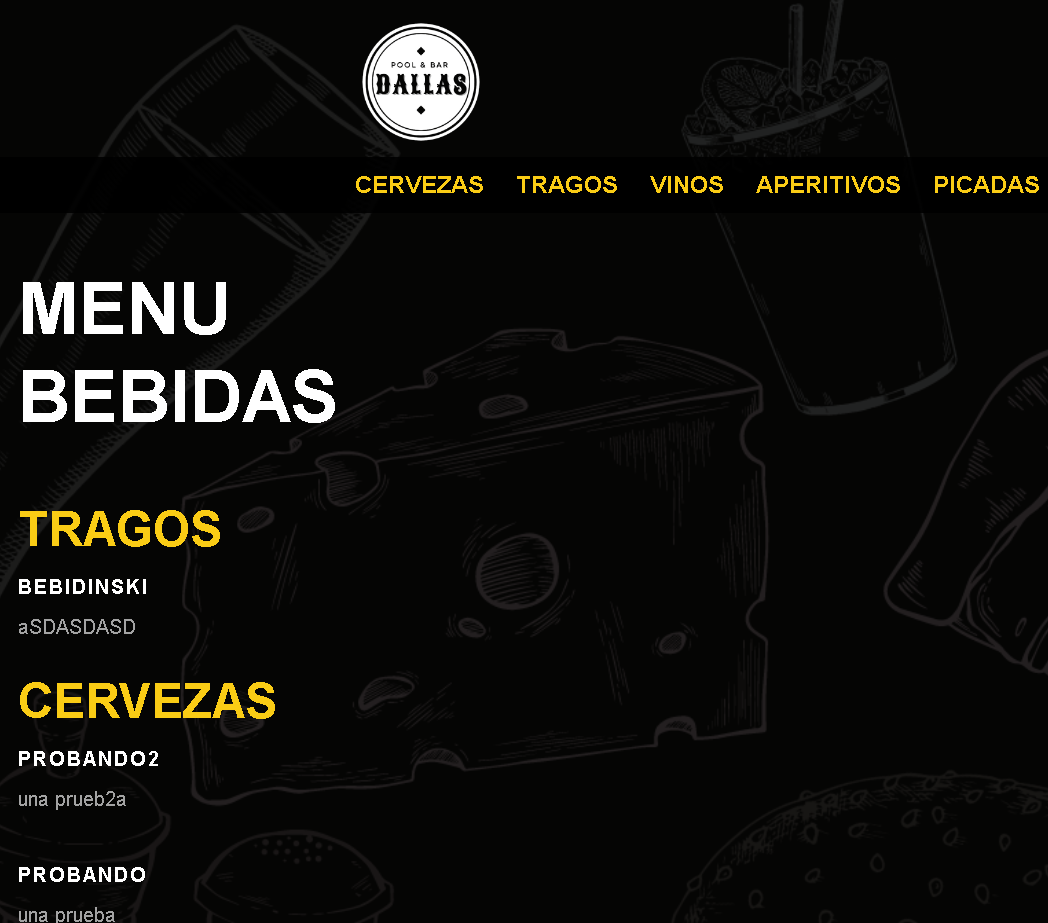 POOL & BAR
DALLAS
CERVEZAS TRAGOS VINOS APERITIVOS PICADAS
MENU
BEBIDAS
TRAGOS
BEBIDINSKI
aSDASDASD
CERVEZAS
PROBANDO2
una prueb2a
PROBANDO
una prueba